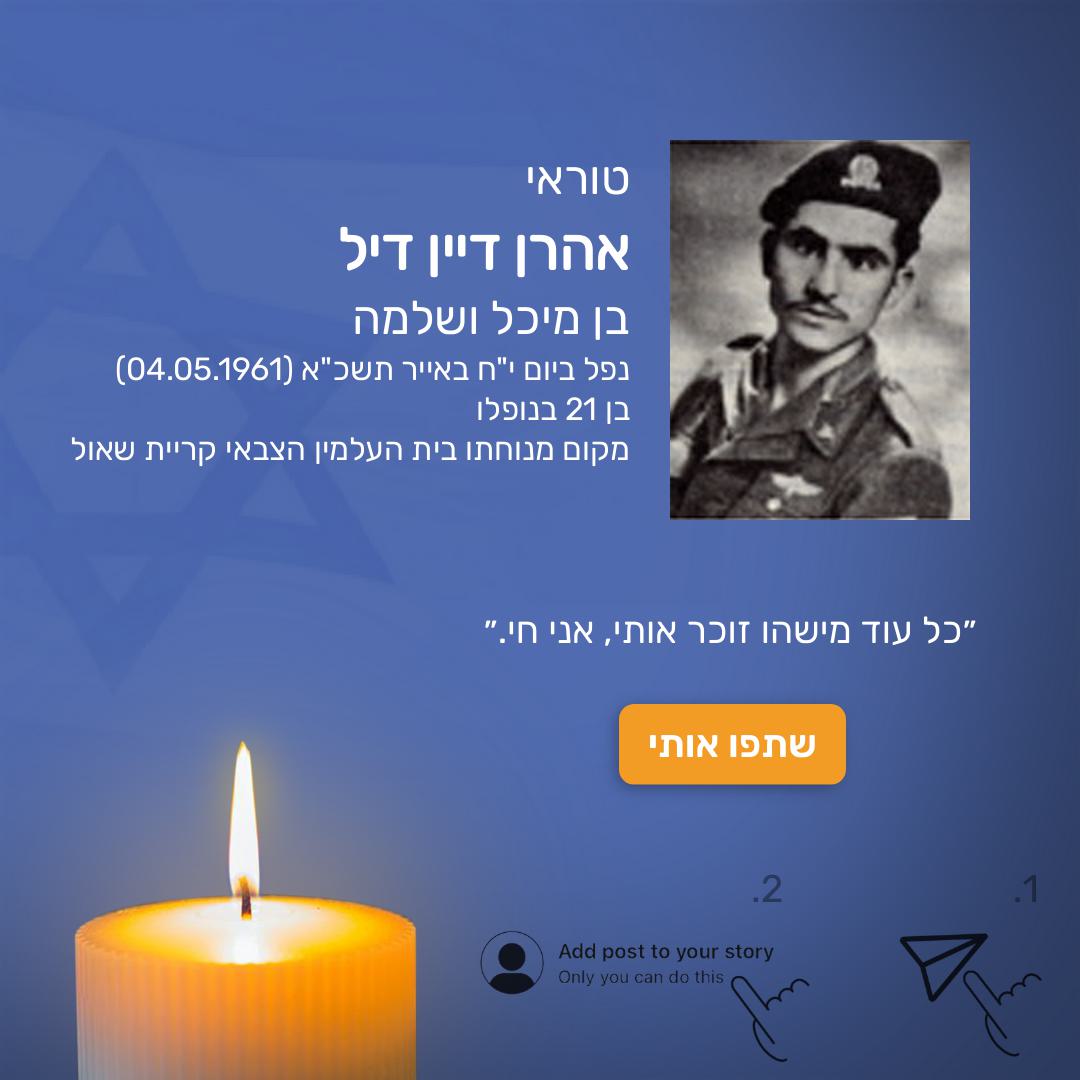 טוראי
אהרן דיין דיל
בן מיכל ושלמה
נפל ביום י"ח באייר תשכ"א (04.05.1961)
בן 21 בנופלו
מקום מנוחתו בית העלמין הצבאי קריית שאול
״כל עוד מישהו זוכר אותי, אני חי.״
שתפו אותי
.1
.2
Add post to your story
Only you can do this